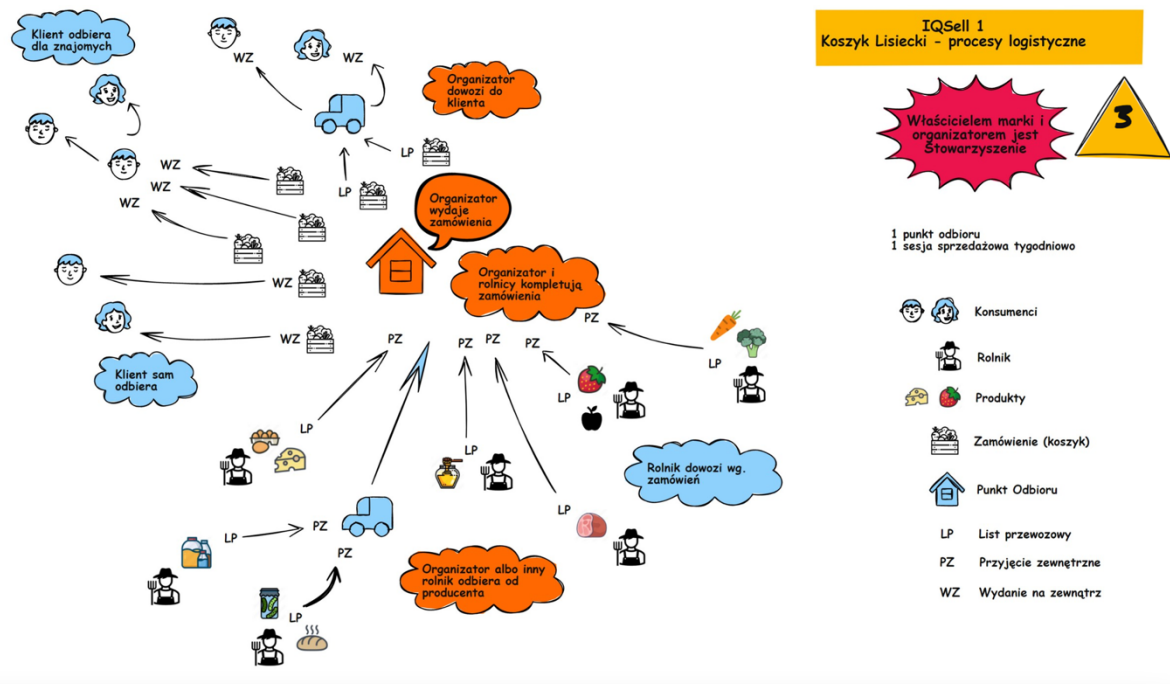 IQSell 1
Koszyk Lisiecki - procesy logistyczne
Właścicielem marki i
organizatorem jest
Stowarzyszenie
3
1 punkt odbioru
1 sesja sprzedażowa tygodniowo
Konsumenci
Rolnik
Produkty
Zamówienie (koszyk)
Punkt Odbioru
LP List przewozowy
PZ Przyjęcie zewnętrzne
WZ Wydanie na zewnątrz
Klient odbiera
dla znajomych
WZ
WZ
Organizator
dowozi do
klienta
LP
LP
WZ
WZ
WZ
Organizator
wydaje
zamówienia
Organizator i
rolnicy kompletują
zamówienia
WZ
WZ
Klient sam
odbiera
PZ
PZ
PZ
PZ
PZ
LP
LP
LP
LP
LP
Rolnik dowozi wg.
zamówień
LP
PZ
PZ
LP
Organizator albo inny
rolnik odbiera od
producenta